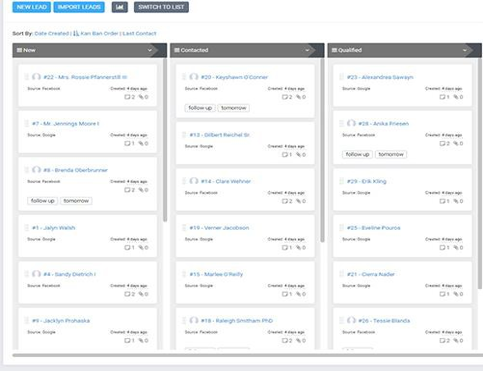 NEW LEAD IMPORT LEADS SWITCH TO LIST
Sort By: Date Created | Kan Ban Order | Last Contact
New
#22 - Mrs. Rossie Pfannerstill III
Source: Facebook Created: 4 days ago
2 0
#7 - Mr. Jennings Moore I
Source: Google Created: 4 days ago
1 0
#8 - Brenda Oberbrunner
Source: Facebook Created: 4 days ago
2 0
follow up tomorrow
#1 - Jalyn Walsh
Source: Google Created: 4 days ago
1 0
#4 - Sandy Dietrich I
Source: Facebook Created: 4 days ago
2 0
#9 - Jacklyn Prohaska
Source: Google Created: 4 days ago
1 0
Contacted
#20 - Keyshawn O'Conner
Source: Facebook Created: 4 days ago
2 0
follow up tomorrow
#13 - Gilbert Reichel Sr.
Source: Google Created: 4 days ago
1 0
#14 - Clare Wehner
Source: Facebook Created: 4 days ago
2 0
#19 - Verner Jacobson
Source: Google Created: 4 days ago
1 0
#15 - Marlee O'Reilly
Source: Google Created: 4 days ago
1 0
#18 - Raleigh Smitham PhD
Source: Facebook Created: 4 days ago
2 0
Qualified
#23 - Alexandrea Sawayn
Source: Google Created: 4 days ago
1 0
#28 - Anika Friesen
Source: Facebook Created: 4 days ago
2 0
follow up tomorrow
#29 - Erik Kling
Source: Google Created: 4 days ago
1 0
#25 - Eveline Pouros
Source: Google Created: 4 days ago
1 0
#21 - Cierra Nader
Source: Google Created: 4 days ago
1 0
#26 - Tessie Blanda
Source: Facebook Created: 4 days ago
2 0